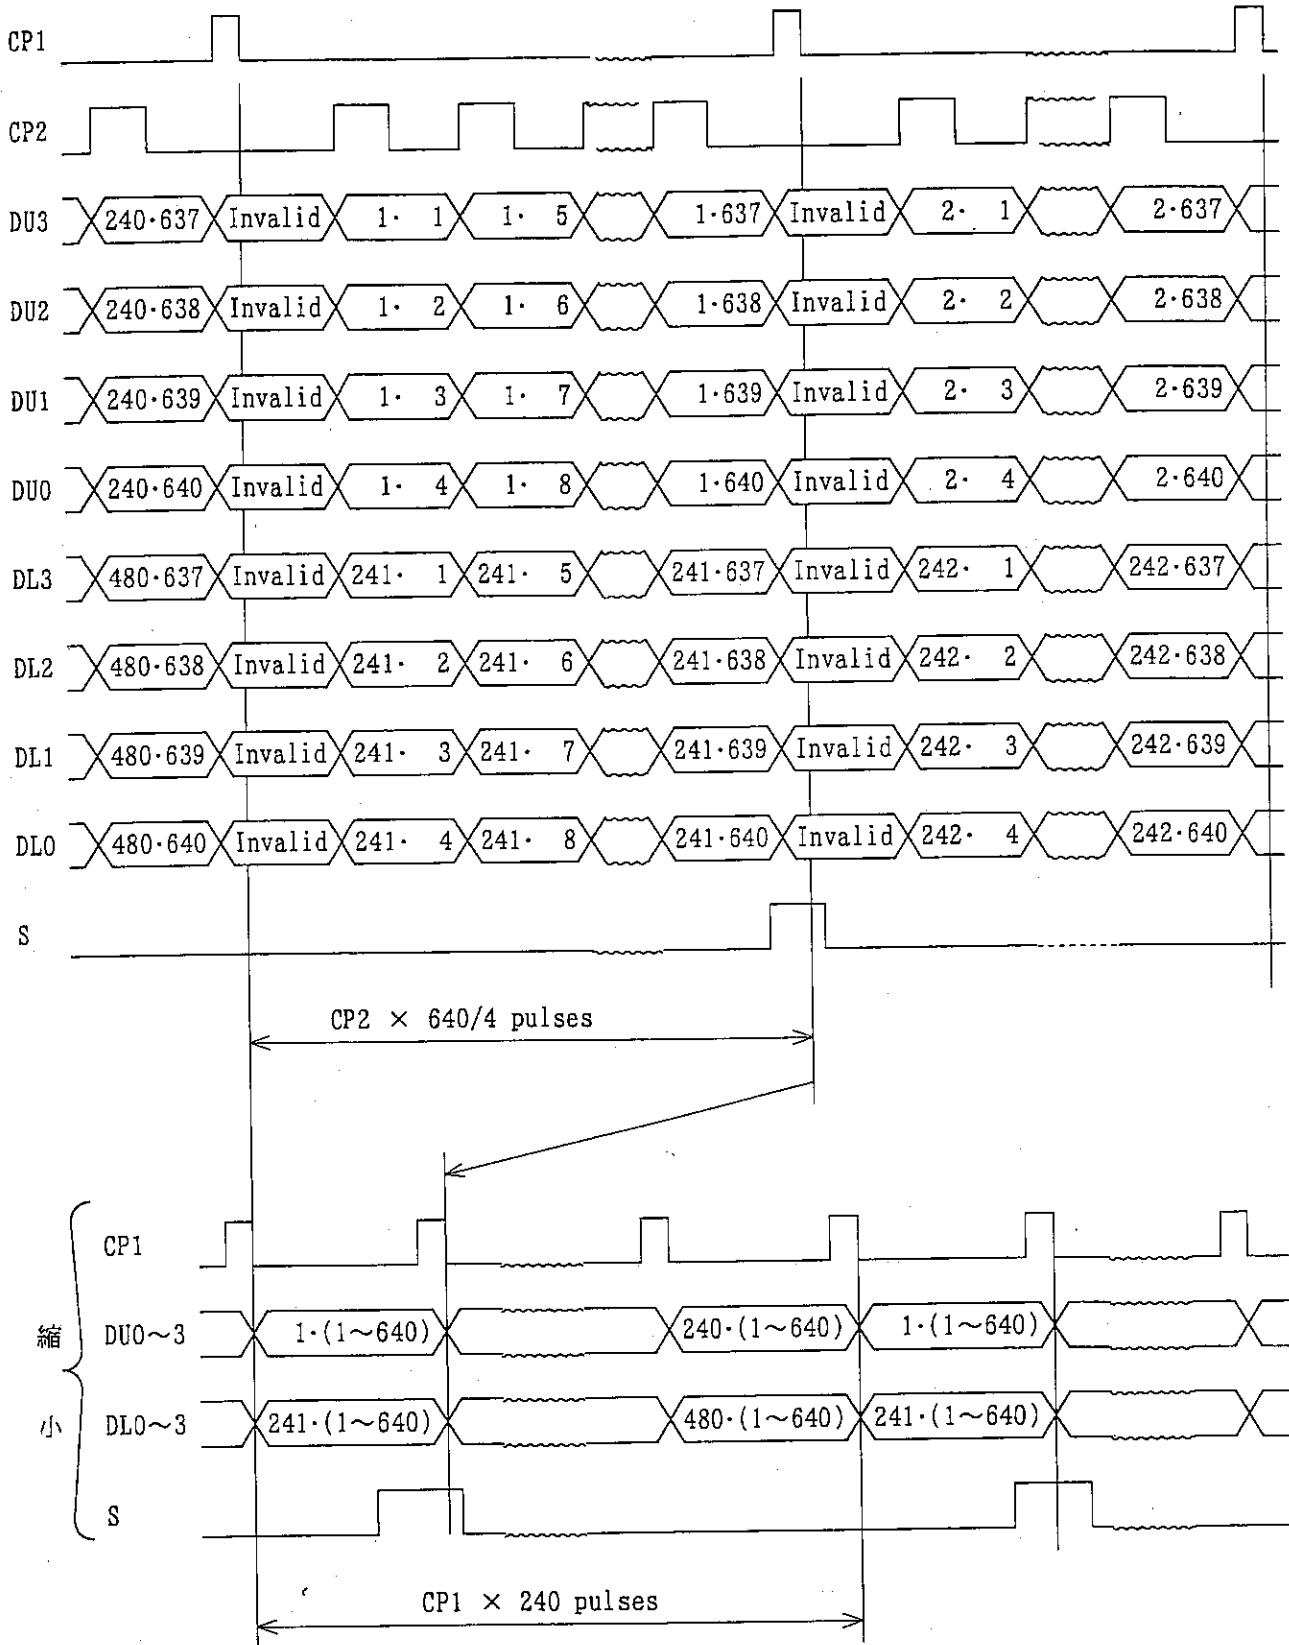 CP1
CP2
DU3 240·637 Invalid 1· 1 1· 5 1·637 Invalid 2· 1 2·637
DU2 240·638 Invalid 1· 2 1· 6 1·638 Invalid 2· 2 2·638
DU1 240·639 Invalid 1· 3 1· 7 1·639 Invalid 2· 3 2·639
DU0 240·640 Invalid 1· 4 1· 8 1·640 Invalid 2· 4 2·640
DL3 480·637 Invalid 241· 1 241· 5 241·637 Invalid 242· 1 242·637
DL2 480·638 Invalid 241· 2 241· 6 241·638 Invalid 242· 2 242·638
DL1 480·639 Invalid 241· 3 241· 7 241·639 Invalid 242· 3 242·639
DL0 480·640 Invalid 241· 4 241· 8 241·640 Invalid 242· 4 242·640
S
CP2 × 640/4 pulses
縮小
CP1
DU0~3 1·(1~640) 240·(1~640) 1·(1~640)
DL0~3 241·(1~640) 480·(1~640) 241·(1~640)
S
CP1 × 240 pulses